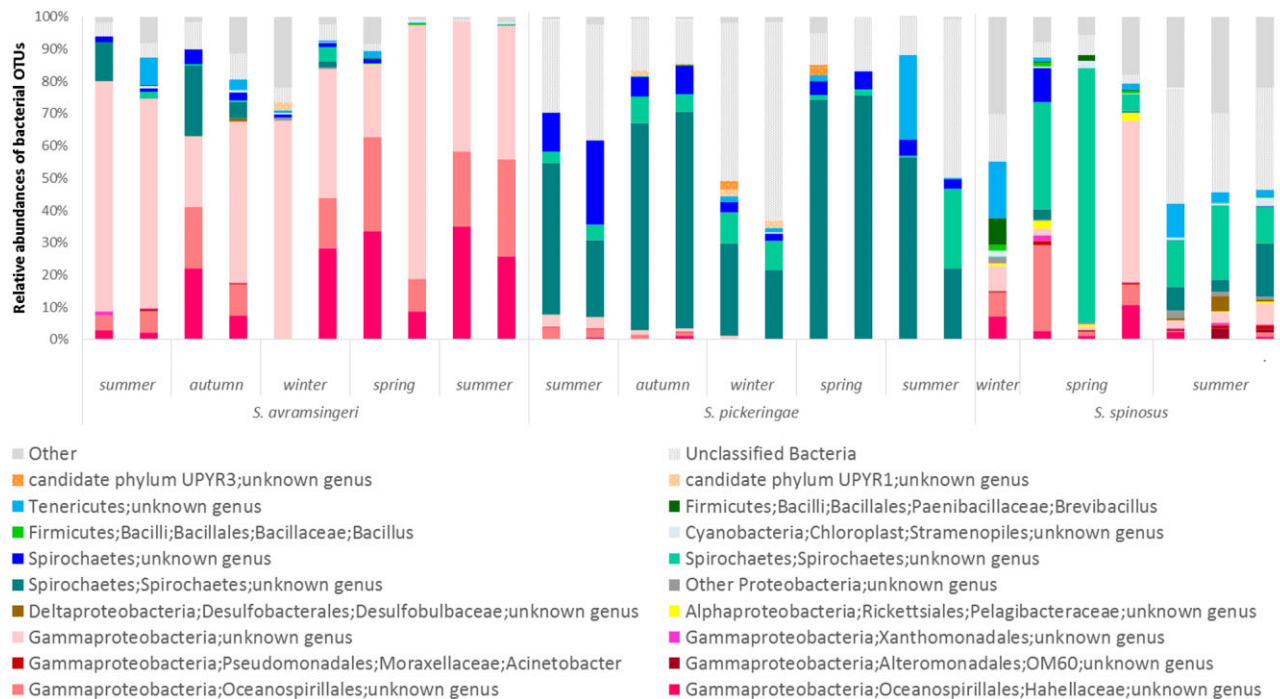 Relative abundances of bacterial OTUs
100%
90%
80%
70%
60%
50%
40%
30%
20%
10%
0%
summer autumn winter spring summer summer autumn winter spring summer winter spring summer
S. avramsingeri S. pickeringae S. spinosus
Other Unclassified Bacteria
candidate phylum UPYR3;unknown genus candidate phylum UPYR1;unknown genus
Tenericutes;unknown genus Firmicutes;Bacilli;Bacillales;Paenibacillaceae;Brevibacillus
Firmicutes;Bacilli;Bacillales;Bacillaceae;Bacillus Cyanobacteria;Chloroplast;Stramenopiles;unknown genus
Spirochaetes;unknown genus Spirochaetes;Spirochaetes;unknown genus
Spirochaetes;Spirochaetes;unknown genus Other Proteobacteria;unknown genus
Deltaproteobacteria;Desulfobacterales;Desulfobulbaceae;unknown genus Alphaproteobacteria;Rickettsiales;Pelagibacteraceae;unknown genus
Gammaproteobacteria;unknown genus Gammaproteobacteria;Xanthomonadales;unknown genus
Gammaproteobacteria;Pseudomonadales;Moraxellaceae;Acinetobacter Gammaproteobacteria;Alteromonadales;OM60;unknown genus
Gammaproteobacteria;Oceanospirillales;unknown genus Gammaproteobacteria;Oceanospirillales;Hahellaceae;unknown genus